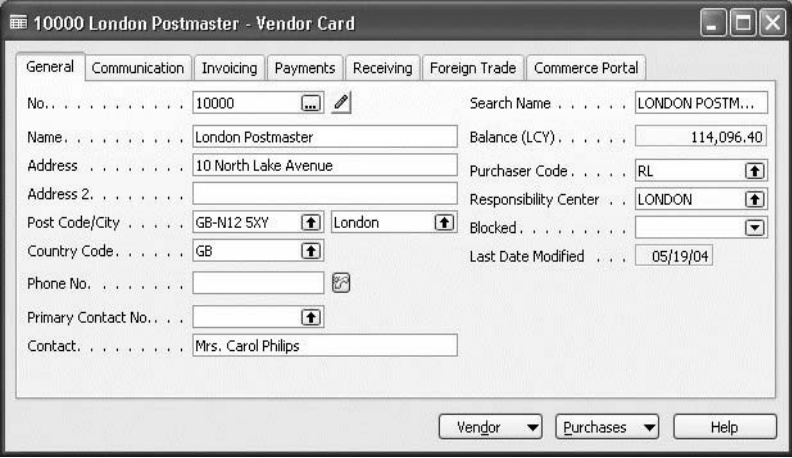 10000 London Postmaster - Vendor Card
General Communication Invoicing Payments Receiving Foreign Trade Commerce Portal
No.. . . . . . . . . . . . 10000 ... Search Name . . . . . . LONDON POSTM...
Name. . . . . . . . . . . London Postmaster Balance (LCY) . . . . . . 114,096.40
Address . . . . . . . . . 10 North Lake Avenue Purchaser Code . . . . . RL
Address 2. . . . . . . . . Responsibility Center . . LONDON
Post Code/City . . . . . GB-N12 5XY London Blocked . . . . . . . . .
Country Code. . . . . . GB Last Date Modified . . . 05/19/04
Phone No. . . . . . . . .
Primary Contact No.. . .
Contact. . . . . . . . . . Mrs. Carol Philips
Vendor Purchases Help